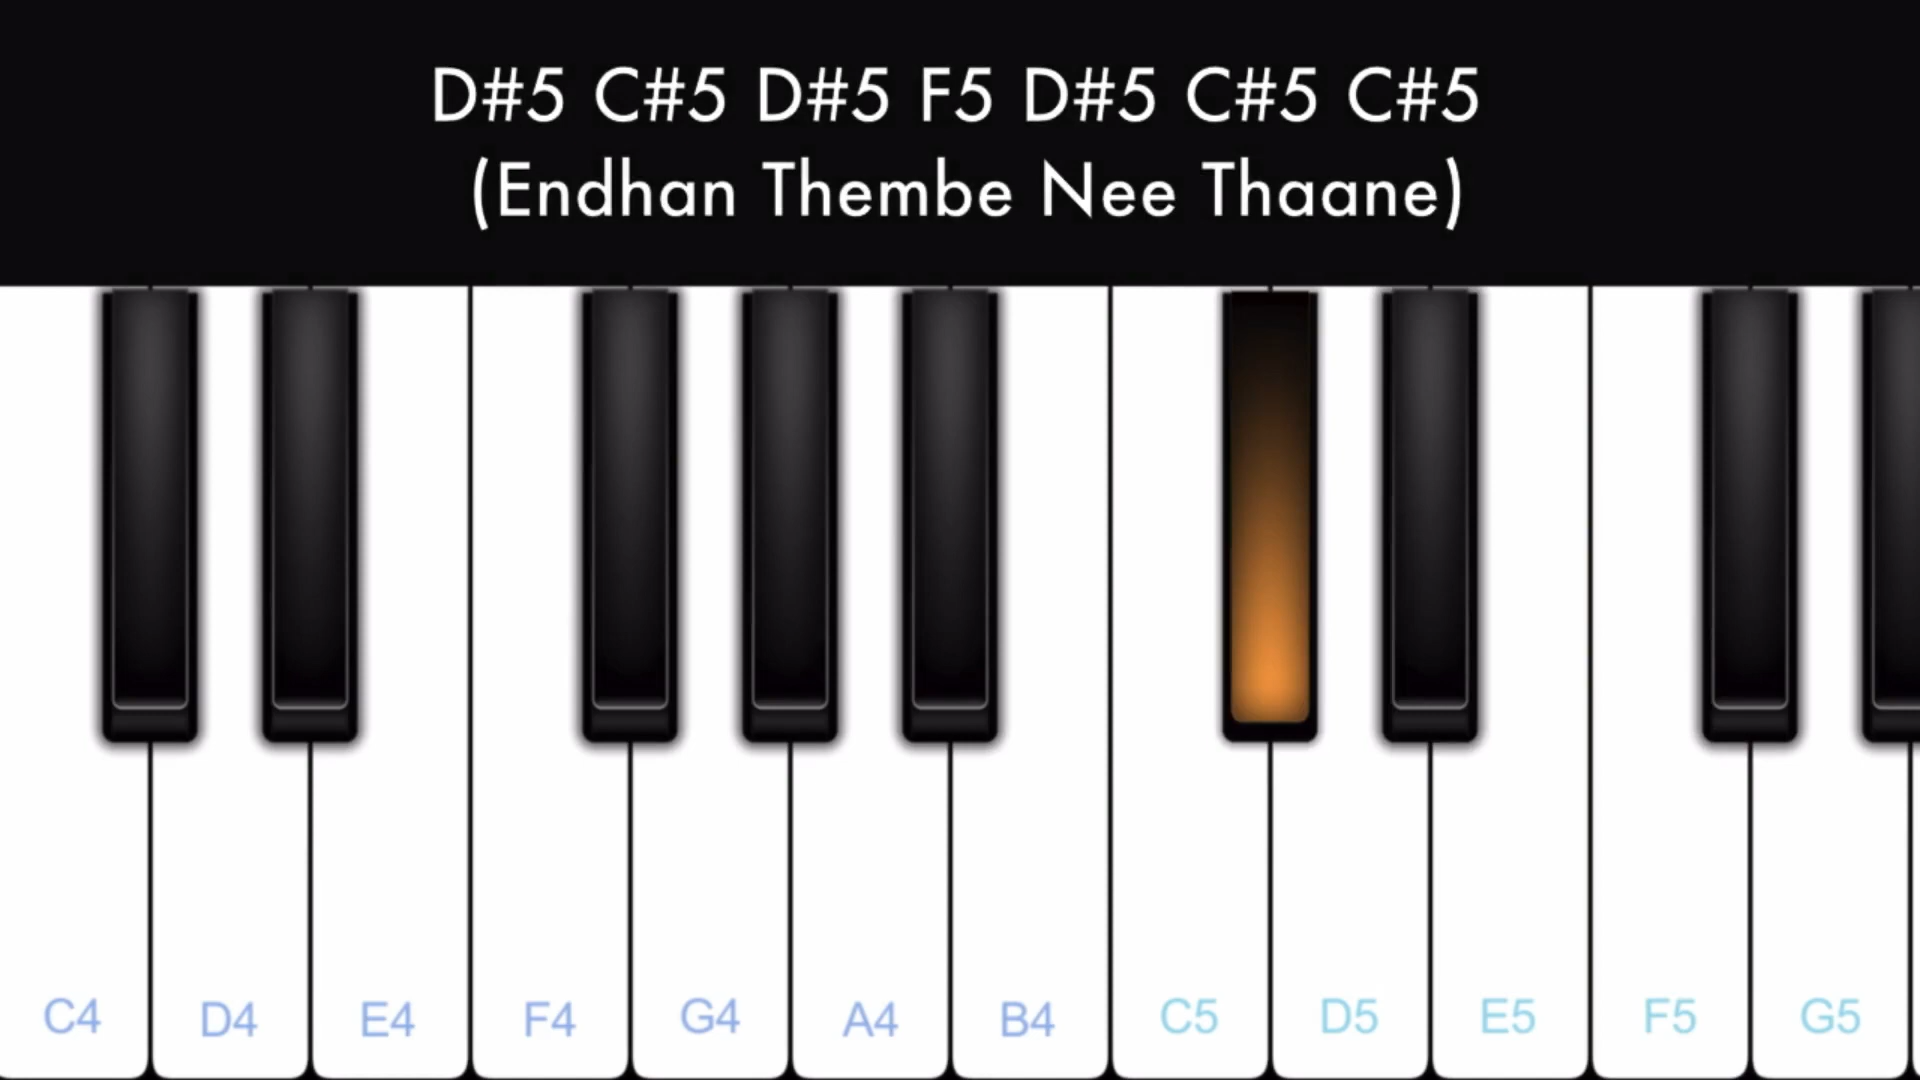 D#5 C#5 D#5 F5 D#5 C#5 C#5
(Endhan Thembe Nee Thaane)
C4 D4 E4 F4 G4 A4 B4 C5 D5 E5 F5 G5